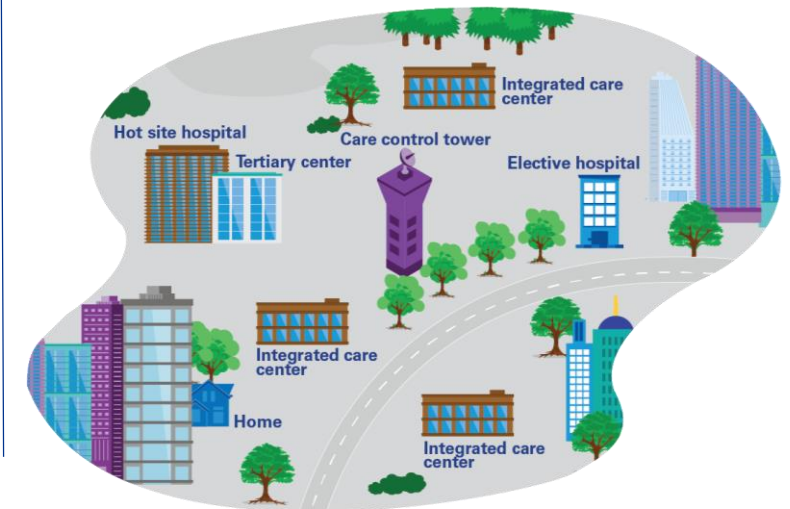 Integrated care
center
Hot site hospital
Care control tower
Tertiary center
Elective hospital
Integrated care
center
Home
Integrated care
center